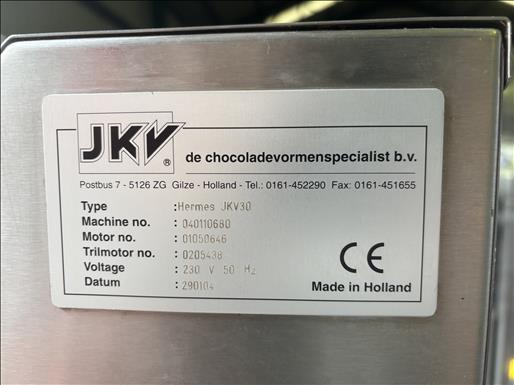 JKV®
de chocoladevormenspecialist b.v.
Postbus 7 - 5126 ZG Gilze - Holland - Tel.: 0161-452290 Fax: 0161-451655
Type :Hermes JKV30
Machine no. :040110680
Motor no. :01050646
Trilmotor no. :0205438
Voltage :230 V 50 Hz
Datum :290104
CE
Made in Holland